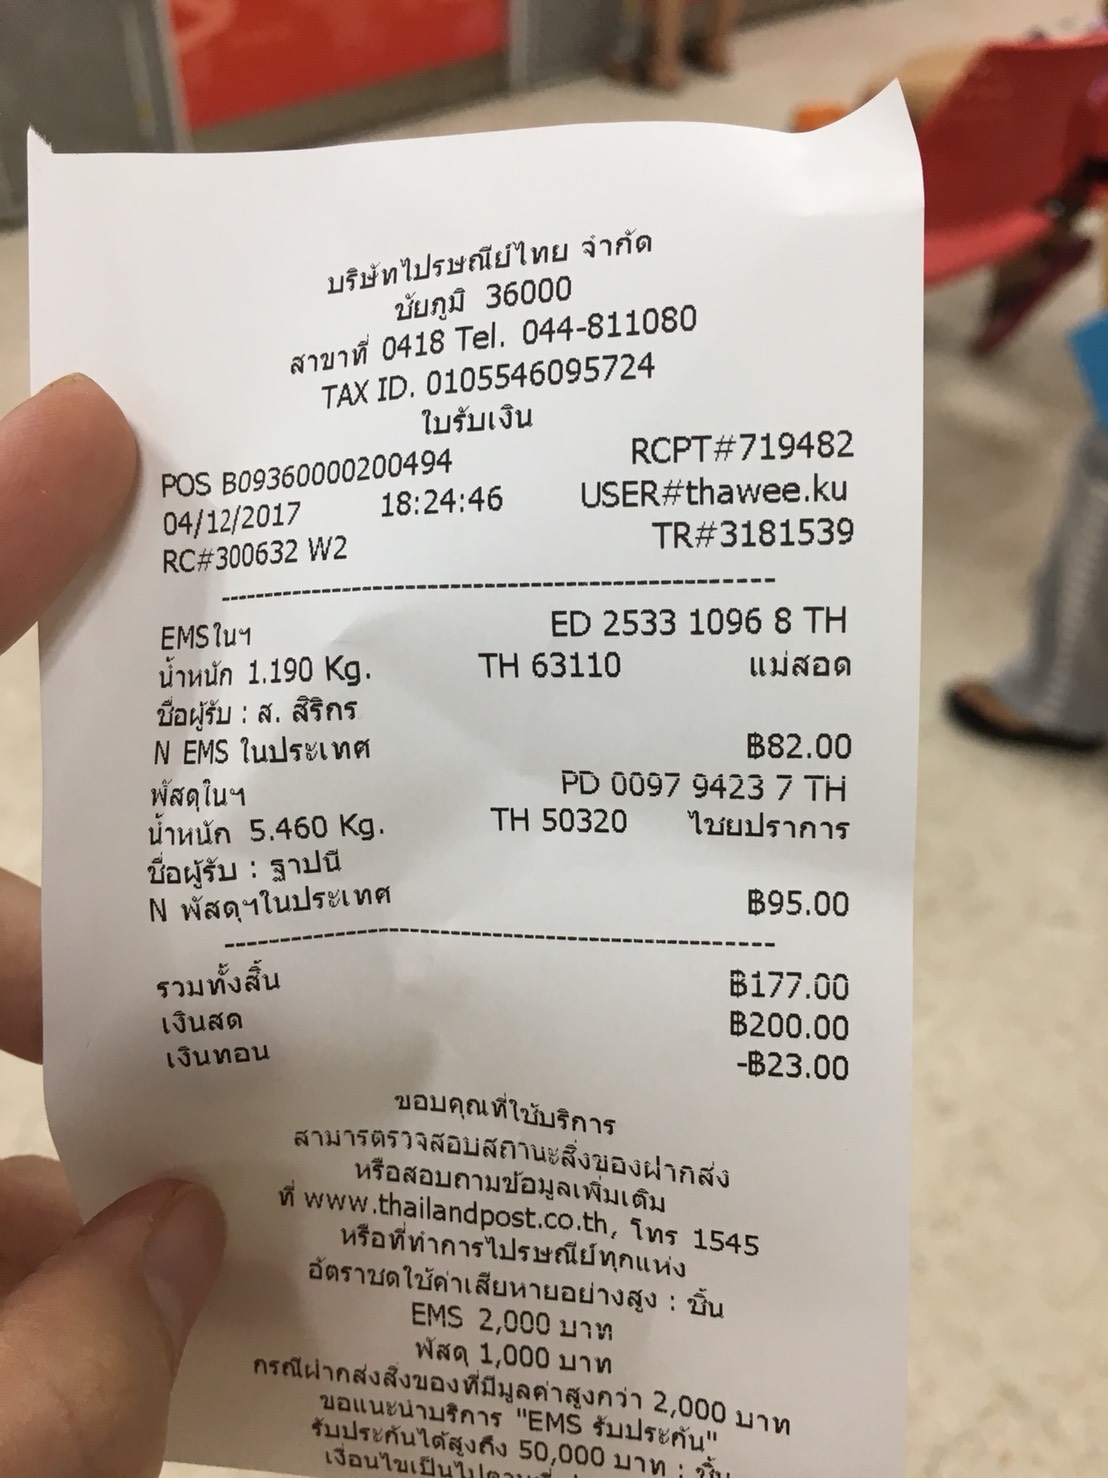 บริษัทไปรษณีย์ไทย จำกัด
ชัยภูมิ 36000
สาขาที่ 0418 Tel. 044-811080
TAX ID. 0105546095724
ใบรับเงิน
POS B09360000200494 RCPT#719482
04/12/2017 18:24:46 USER#thawee.ku
RC#300632 W2 TR#3181539
EMSในฯ ED 2533 1096 8 TH
น้ำหนัก 1.190 Kg. TH 63110 แม่สอด
ชื่อผู้รับ : ส. สิริกร
N EMS ในประเทศ ฿82.00
พัสดุในฯ PD 0097 9423 7 TH
น้ำหนัก 5.460 Kg. TH 50320 ไชยปราการ
ชื่อผู้รับ : ฐาปนี
N พัสดุฯในประเทศ ฿95.00
รวมทั้งสิ้น ฿177.00
เงินสด ฿200.00
เงินทอน -฿23.00
ขอบคุณที่ใช้บริการ
สามารตรวจสอบสถานะสิ่งของฝากส่ง
หรือสอบถามข้อมูลเพิ่มเติม
ที่ www.thailandpost.co.th, โทร 1545
หรือที่ทำการไปรษณีย์ทุกแห่ง
อัตราชดใช้ค่าเสียหายอย่างสูง : ชิ้น
EMS 2,000 บาท
พัสดุ 1,000 บาท
กรณีฝากส่งสิ่งของที่มีมูลค่าสูงกว่า 2,000 บาท
ขอแนะนำบริการ "EMS รับประกัน"
รับประกันได้สูงถึง 50,000 บาท : ชิ้น